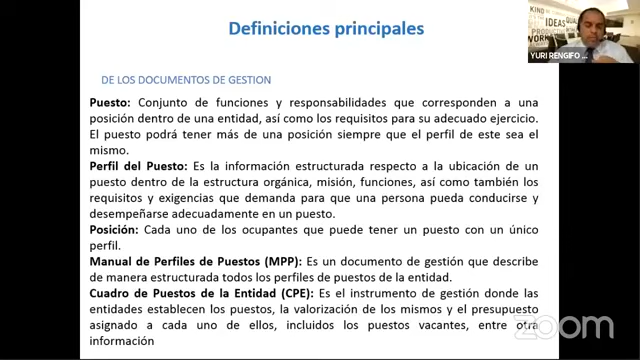 Definiciones principales
KIND
IDEAS
WORK
YURI RENGIFO ...
DE LOS DOCUMENTOS DE GESTION
Puesto: Conjunto de funciones y responsabilidades que corresponden a una
posición dentro de una entidad, así como los requisitos para su adecuado ejercicio.
El puesto podrá tener más de una posición siempre que el perfil de este sea el
mismo.
Perfil del Puesto: Es la información estructurada respecto a la ubicación de un
puesto dentro de la estructura orgánica, misión, funciones, así como también los
requisitos y exigencias que demanda para que una persona pueda conducirse y
desempeñarse adecuadamente en un puesto.
Posición: Cada uno de los ocupantes que puede tener un puesto con un único
perfil.
Manual de Perfiles de Puestos (MPP): Es un documento de gestión que describe
de manera estructurada todos los perfiles de puestos de la entidad.
Cuadro de Puestos de la Entidad (CPE): Es el instrumento de gestión donde las
entidades establecen los puestos, la valorización de los mismos y el presupuesto
asignado a cada uno de ellos, incluidos los puestos vacantes, entre otra
información
zoom